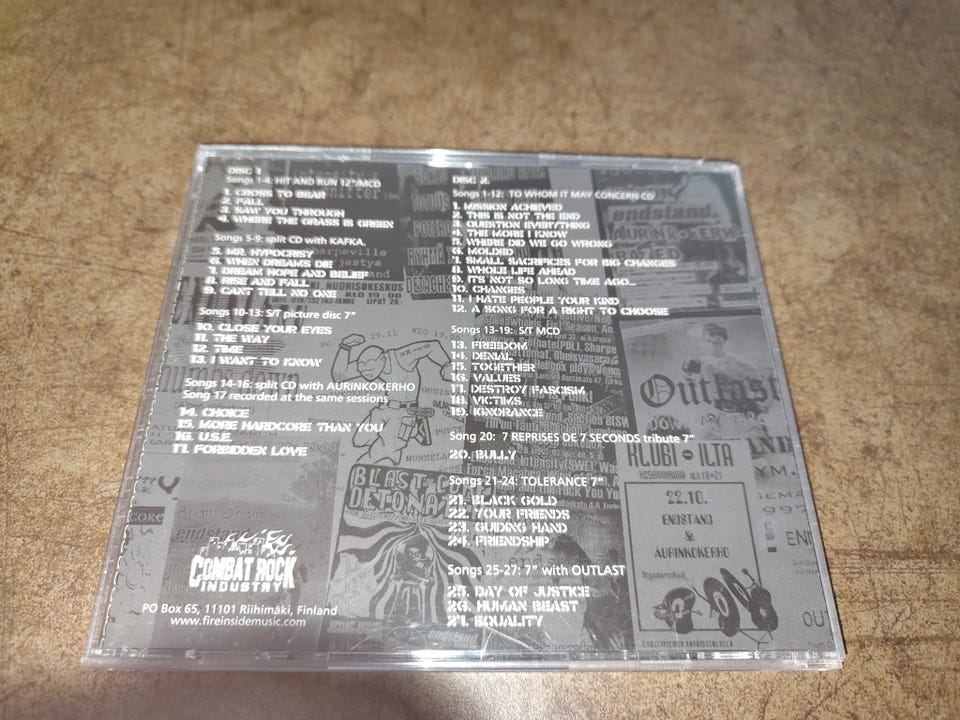 DISC 1.
Songs 1-4: HIT AND RUN 12"/MCD
1. CROSS TO BEAR
2. FALL
3. SAW YOU THROUGH
4. WHERE THE GRASS IS GREEN
Songs 5-9: split CD with KAFKA.
5. MR. HYPOCRISY
6. WHEN DREAMS DIE
7. DREAM HOPE AND BELIEF
8. RISE AND FALL
9. CANT TELL NO ONE
Songs 10-13: S/T picture disc 7"
10. CLOSE YOUR EYES
11. THE WAY
12. TIME
13. I WANT TO KNOW
Songs 14-16: split CD with AURINKOKERHO
Song 17 recorded at the same sessions
14. CHOICE
15. MORE HARDCORE THAN YOU
16. U.S.E.
17. FORBIDDEN LOVE
COMBAT ROCK
INDUSTRY
PO Box 65, 11101 Riihimäki, Finland
www.fireinsidemusic.com
DISC 2.
Songs 1-12: TO WHOM IT MAY CONCERN CD
1. MISSION ACHIEVED
2. THIS IS NOT THE END
3. QUESTION EVERYTHING
4. THE MORE I KNOW
5. WHERE DID WE GO WRONG
6. MOLDED
7. SMALL SACRIFICES FOR BIG CHANGES
8. WHOLE LIFE AHEAD
9. ITS NOT SO LONG TIME AGO...
10. CHANGES
11. I HATE PEOPLE YOUR KIND
12. A SONG FOR A RIGHT TO CHOOSE
Songs 13-19: S/T MCD
13. FREEDOM
14. DENIAL
15. TOGETHER
16. VALUES
17. DESTROY FASCISM
18. VICTIMS
19. IGNORANCE
Song 20: 7 REPRISES DE 7 SECONDS tribute 7"
20. BULLY
Songs 21-24: TOLERANCE 7"
21. BLACK GOLD
22. YOUR FRIENDS
23. GUIDING HAND
24. FRIENDSHIP
Songs 25-27: 7" with OUTLAST
25. DAY OF JUSTICE
26. HUMAN BEAST
27. EQUALITY
endstand.
AURINKOKERH
Outlast
KLUBI - ILTA
22.10.
ENDSTAND
&
AURINKOKERHO
BLAST
DETONA